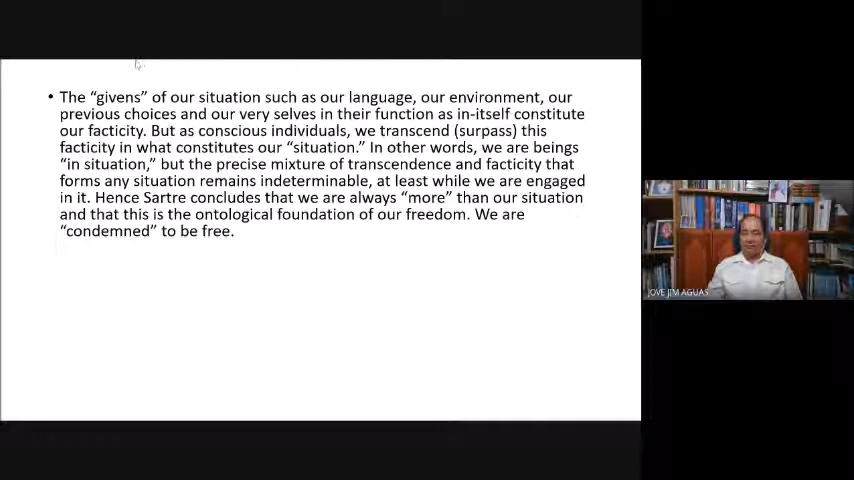 • The “givens” of our situation such as our language, our environment, our
previous choices and our very selves in their function as in-itself constitute
our facticity. But as conscious individuals, we transcend (surpass) this
facticity in what constitutes our “situation.” In other words, we are beings
“in situation,” but the precise mixture of transcendence and facticity that
forms any situation remains indeterminable, at least while we are engaged
in it. Hence Sartre concludes that we are always “more” than our situation
and that this is the ontological foundation of our freedom. We are
“condemned” to be free.
JOVE JIM AGUAS